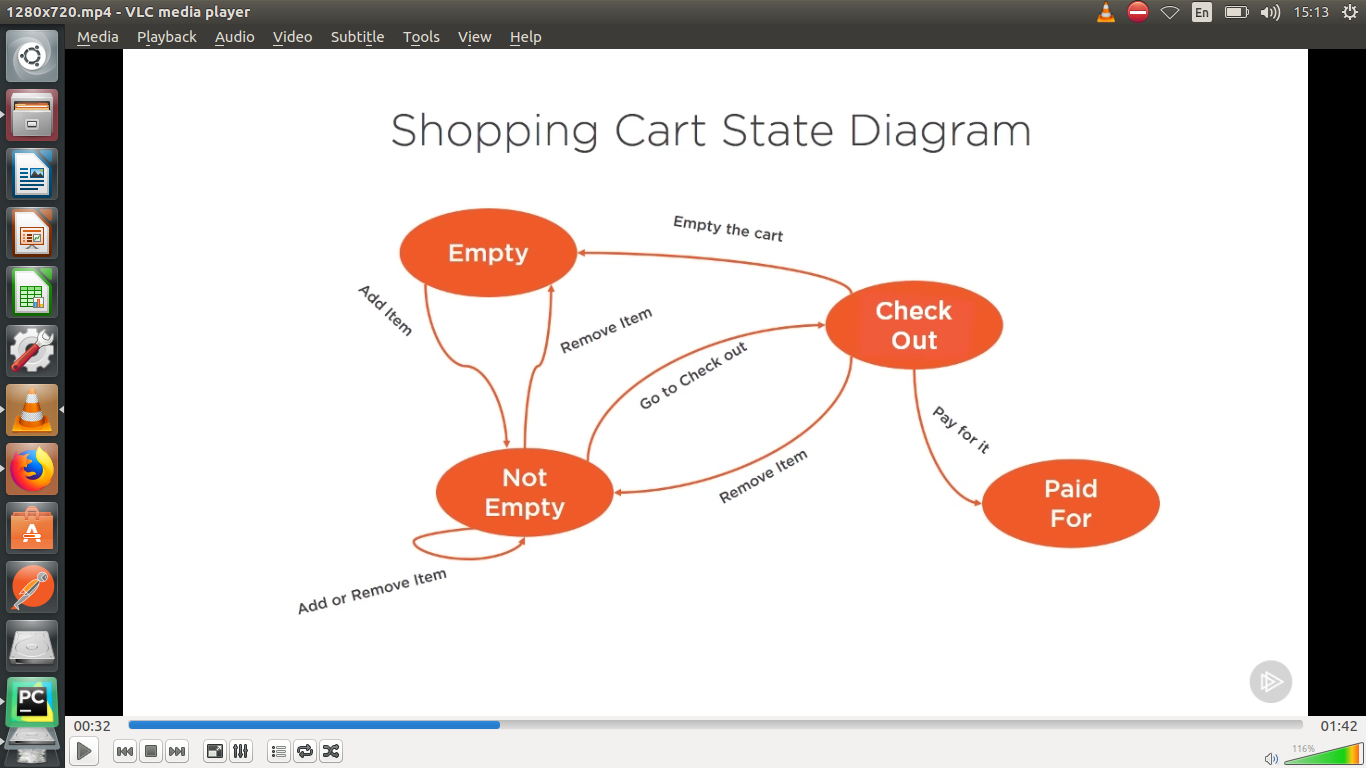 1280x720.mp4 - VLC media player
En
15:13
Media Playback Audio Video Subtitle Tools View Help
Shopping Cart State Diagram
Empty the cart
Empty
Add Item
Remove Item
Check
Out
Go to Check out
Pay for it
Remove Item
Not
Empty
Paid
For
Add or Remove Item
PC
00:32
01:42
116%